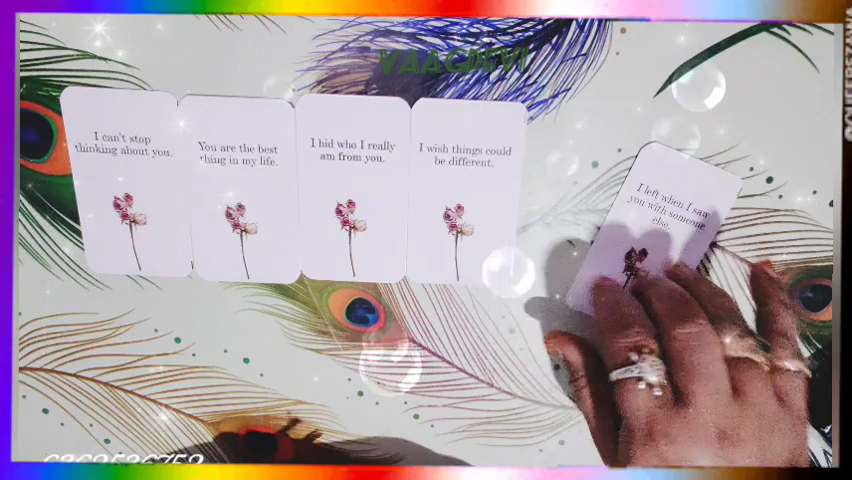 VAAGDEVI
I can't stop
thinking about you.
You are the best
thing in my life.
I hid who I really
am from you.
I wish things could
be different.
I left when I saw
you with someone
else.